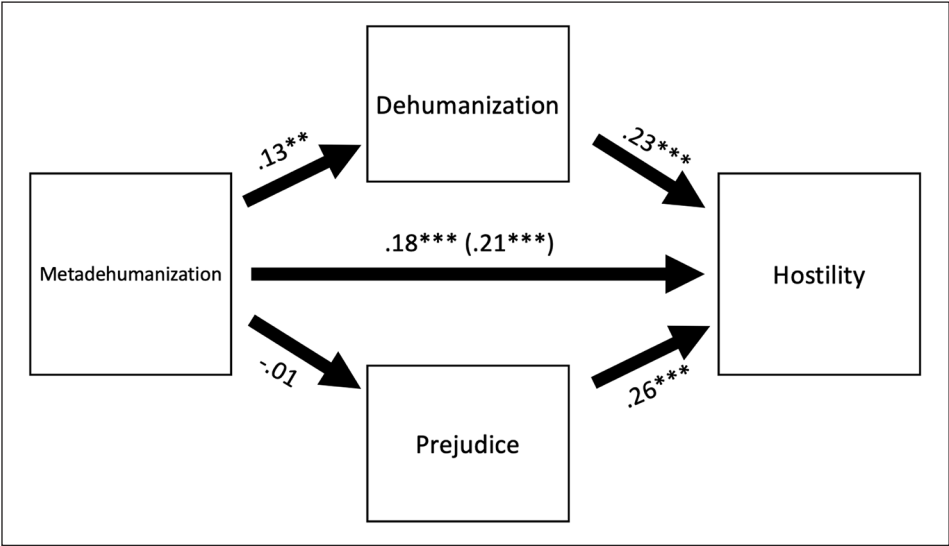 Dehumanization
.13**
.23***
.18*** (.21***)
Metadehumanization
Hostility
-.01
.26***
Prejudice